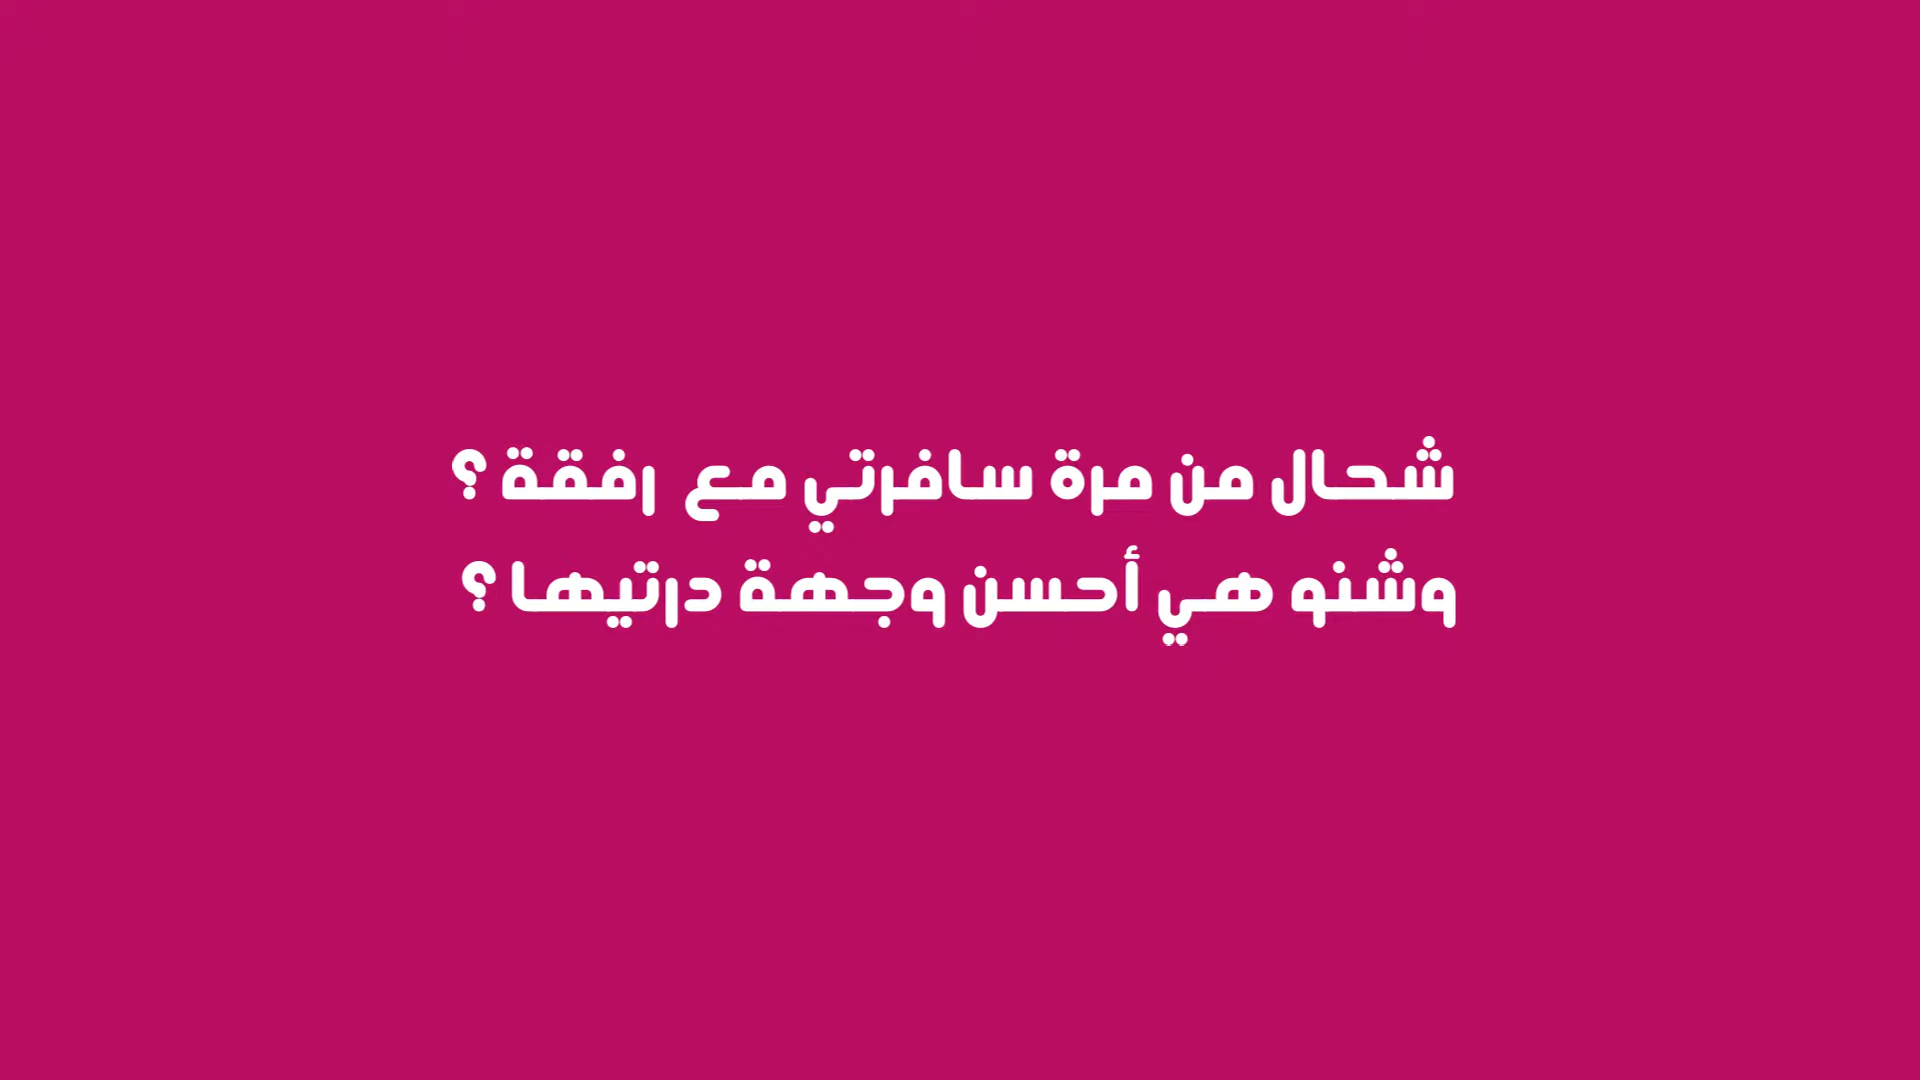 شحال من مرة سافرتي مع رفقة ؟
وشنو هي أحسن وجهة درتيها ؟